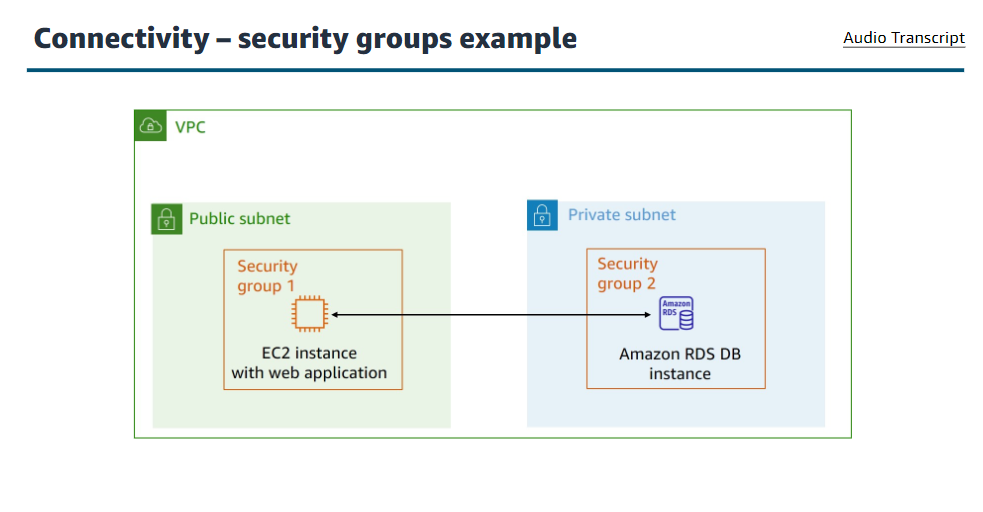 Connectivity – security groups example
Audio Transcript
VPC
Public subnet
Security
group 1
EC2 instance
with web application
Private subnet
Security
group 2
Amazon
RDS
Amazon RDS DB
instance